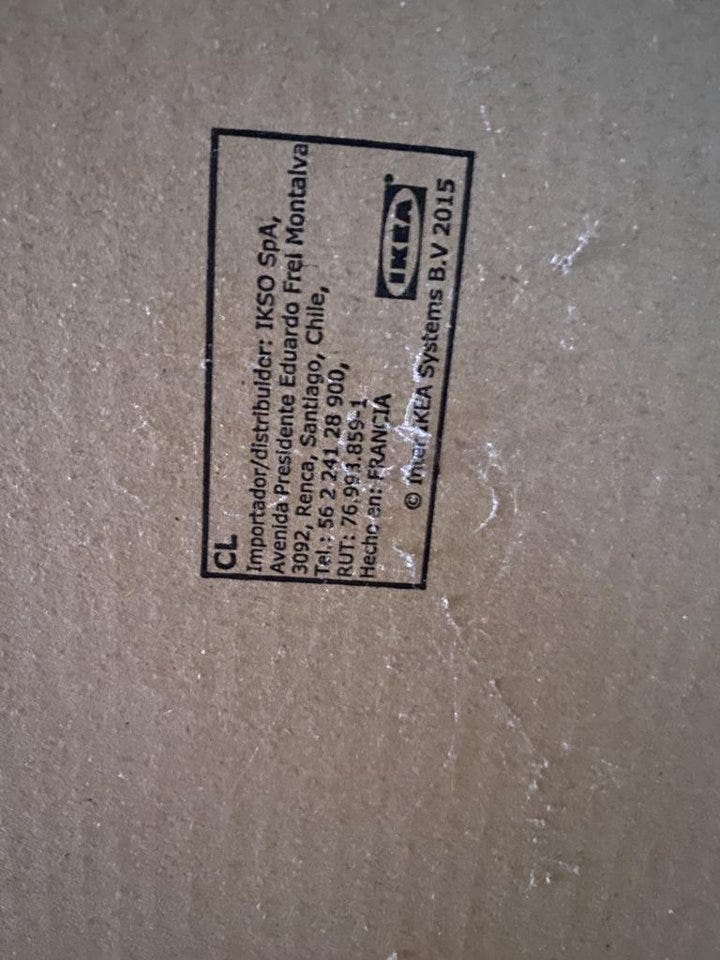 CL
Importador/distribuidor: IKSO SpA,
Avenida Presidente Eduardo Frei Montalva
3092, Renca, Santiago, Chile,
Tel.: 56 2 241 28 900,
RUT: 76.993.859-1
Hecho en: FRANCIA
IKEA®
© Inter IKEA Systems B.V 2015